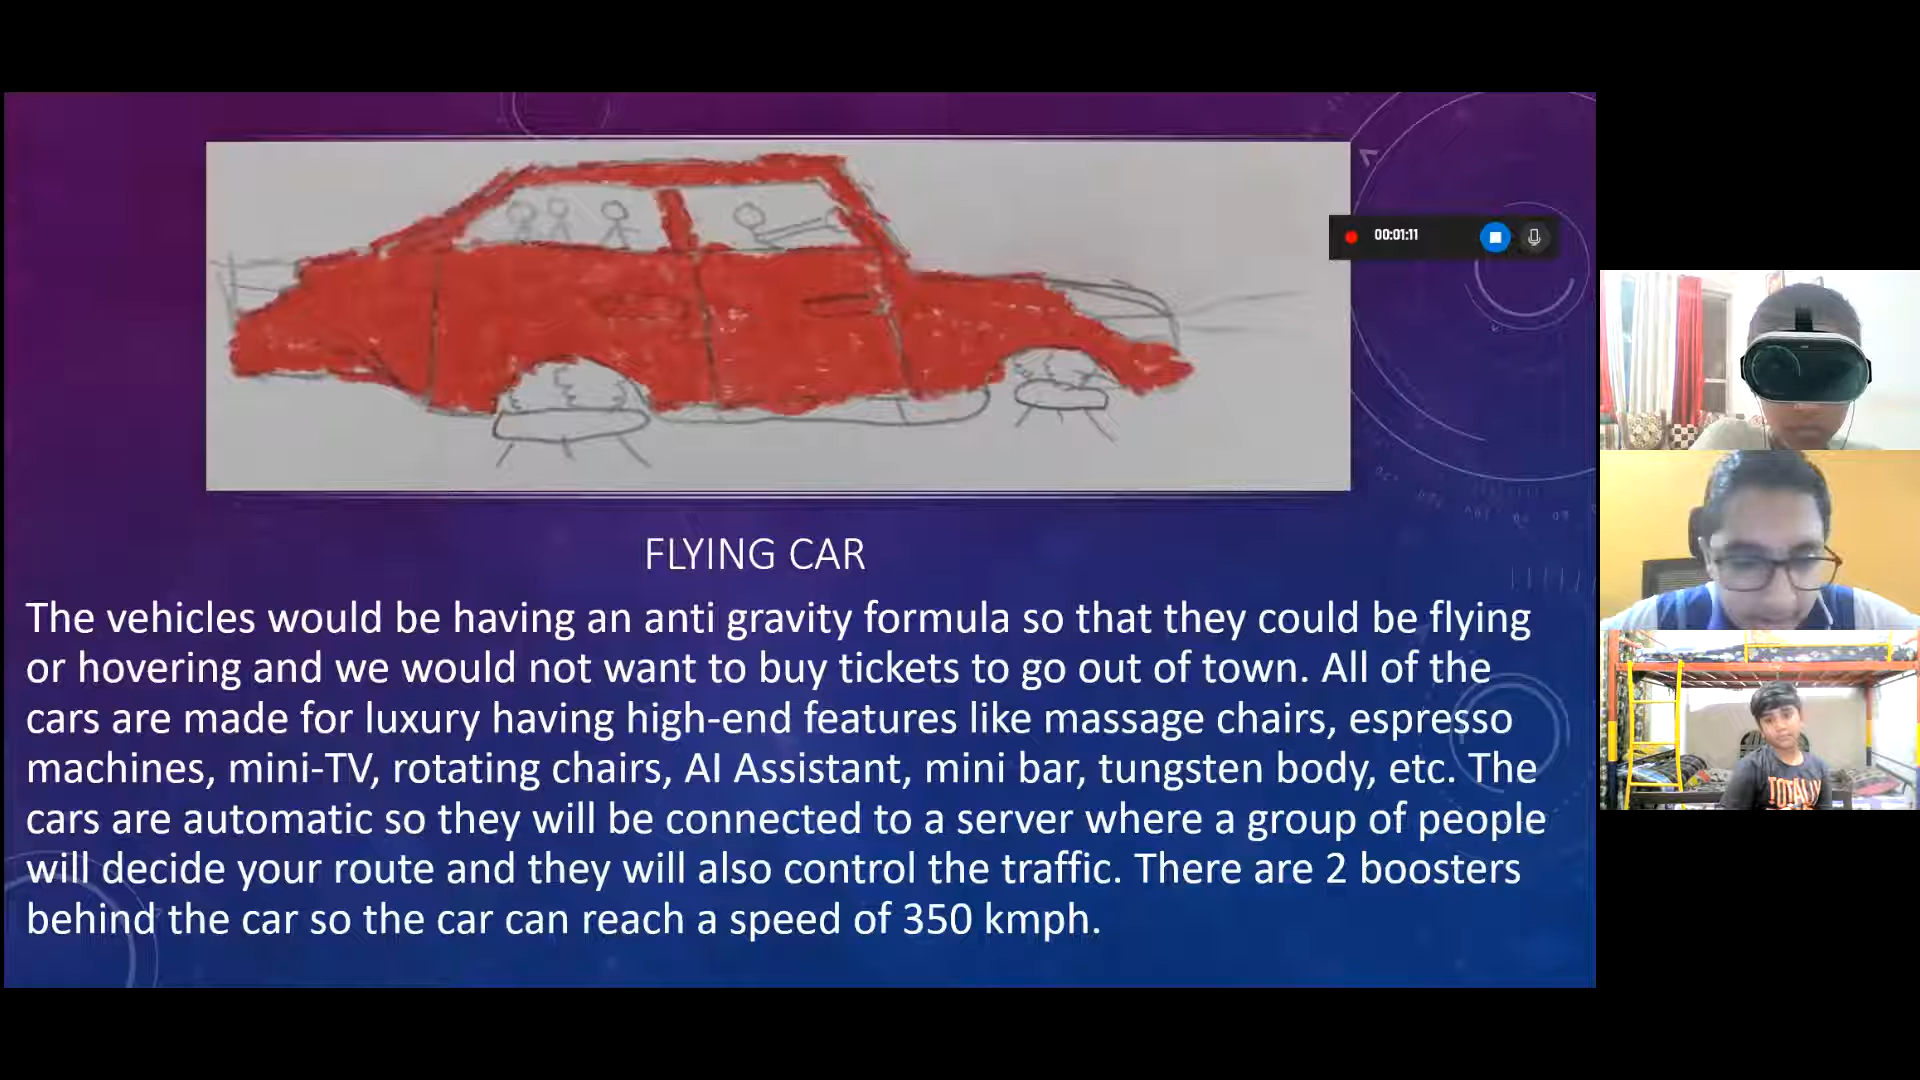 00:01:11
FLYING CAR
The vehicles would be having an anti gravity formula so that they could be flying
or hovering and we would not want to buy tickets to go out of town. All of the
cars are made for luxury having high-end features like massage chairs, espresso
machines, mini-TV, rotating chairs, AI Assistant, mini bar, tungsten body, etc. The
cars are automatic so they will be connected to a server where a group of people
will decide your route and they will also control the traffic. There are 2 boosters
behind the car so the car can reach a speed of 350 kmph.
TOTALLY